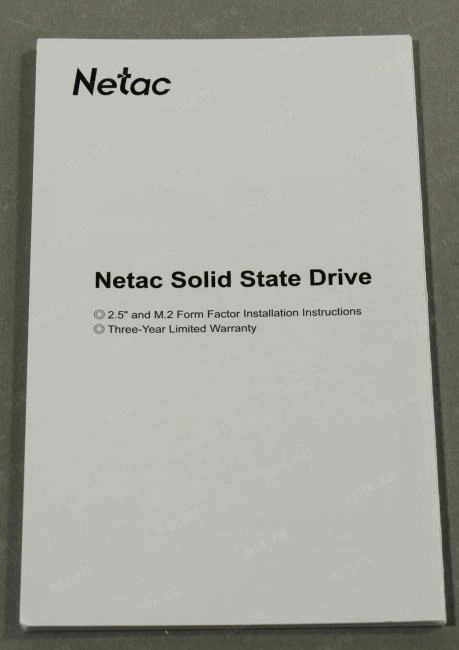 Netac
Netac Solid State Drive
◎ 2.5" and M.2 Form Factor Installation Instructions
◎ Three-Year Limited Warranty